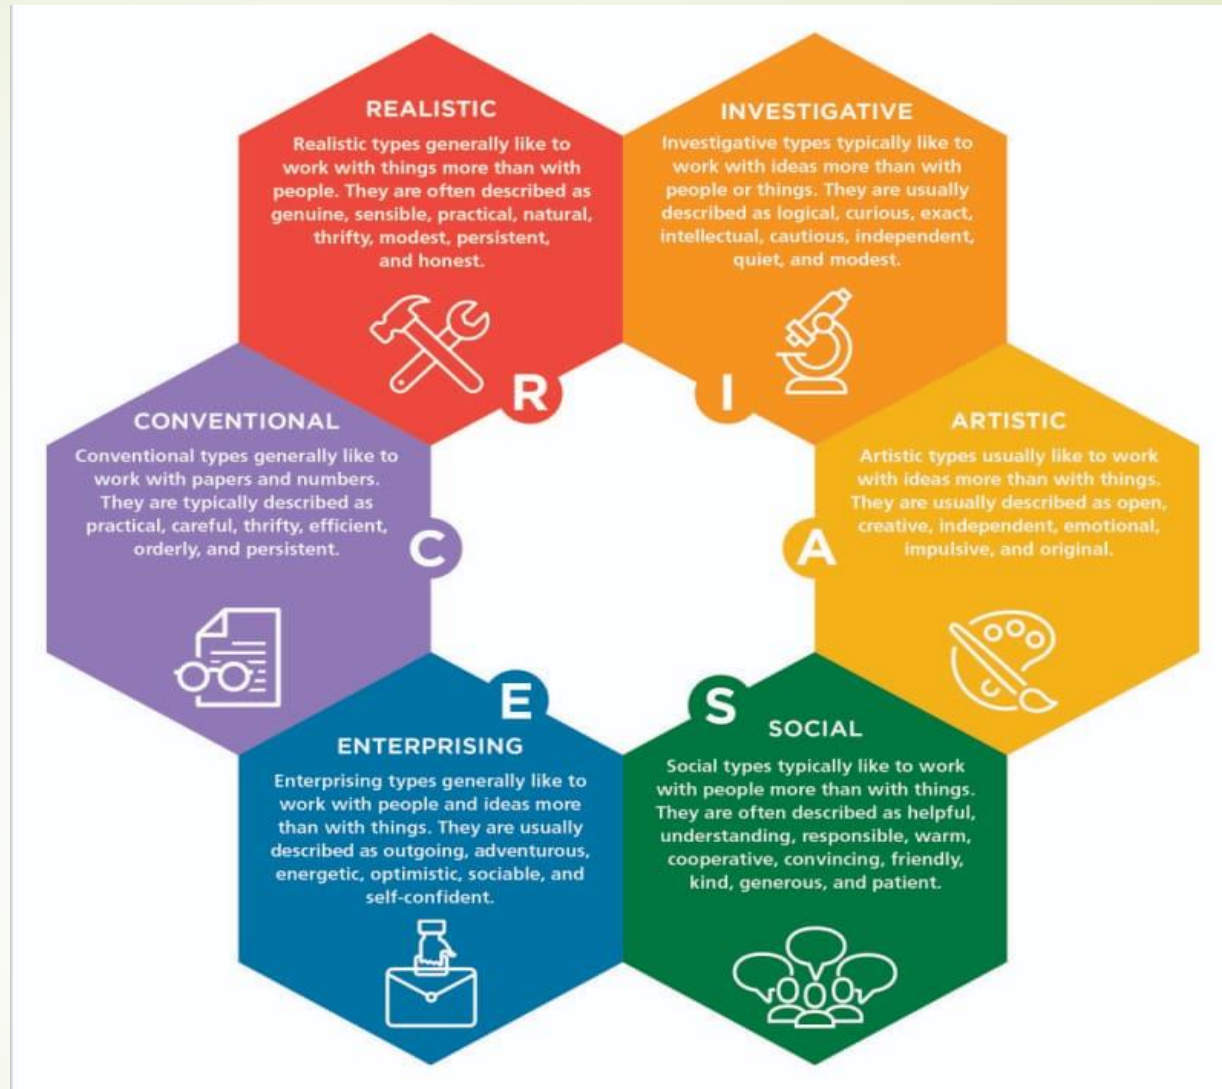 REALISTIC
Realistic types generally like to
work with things more than with
people. They are often described as
genuine, sensible, practical, natural,
thrifty, modest, persistent,
and honest.
R
INVESTIGATIVE
Investigative types typically like to
work with ideas more than with
people or things. They are usually
described as logical, curious, exact,
intellectual, cautious, independent,
quiet, and modest.
I
ARTISTIC
Artistic types usually like to work
with ideas more than with things.
They are usually described as open,
creative, independent, emotional,
impulsive, and original.
A
SOCIAL
Social types typically like to work
with people more than with things.
They are often described as helpful,
understanding, responsible, warm,
cooperative, convincing, friendly,
kind, generous, and patient.
S
ENTERPRISING
Enterprising types generally like to
work with people and ideas more
than with things. They are usually
described as outgoing, adventurous,
energetic, optimistic, sociable, and
self-confident.
E
CONVENTIONAL
Conventional types generally like to
work with papers and numbers.
They are typically described as
practical, careful, thrifty, efficient,
orderly, and persistent.
C